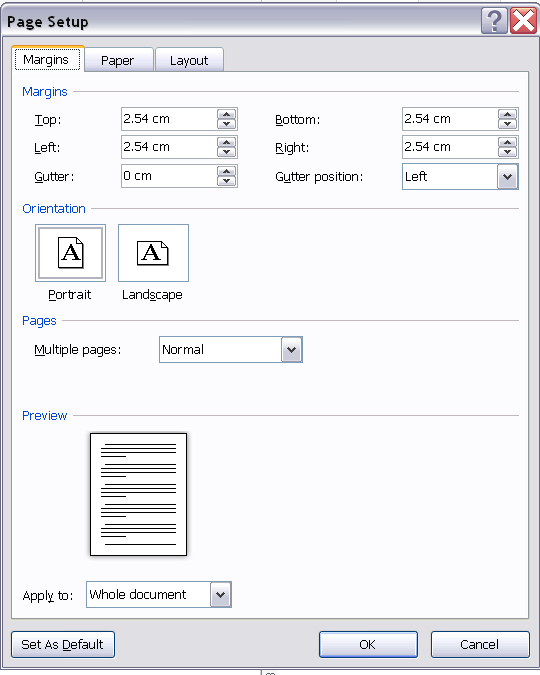 Page Setup
Margins Paper Layout
Margins
Top: 2.54 cm Bottom: 2.54 cm
Left: 2.54 cm Right: 2.54 cm
Gutter: 0 cm Gutter position: Left
Orientation
A A
Portrait Landscape
Pages
Multiple pages: Normal
Preview
Apply to: Whole document
Set As Default OK Cancel